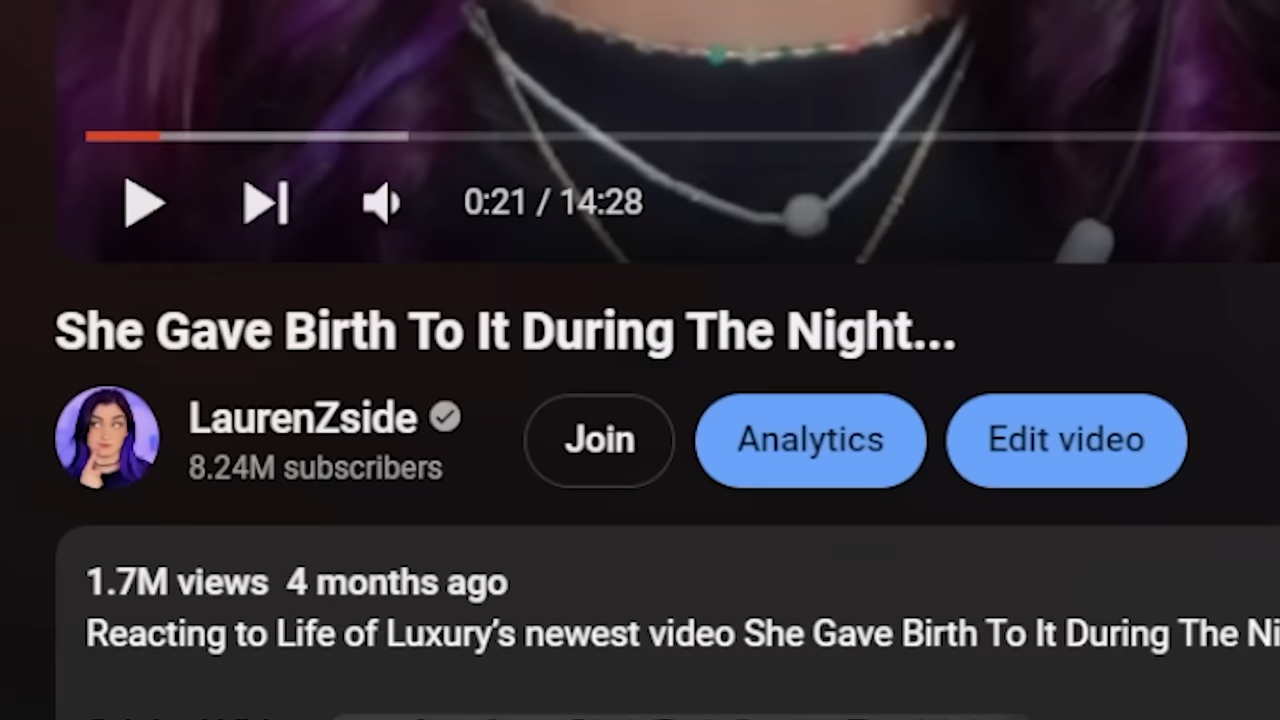 0:21 / 14:28
She Gave Birth To It During The Night...
LaurenZside
8.24M subscribers
Join
Analytics
Edit video
1.7M views 4 months ago
Reacting to Life of Luxury's newest video She Gave Birth To It During The